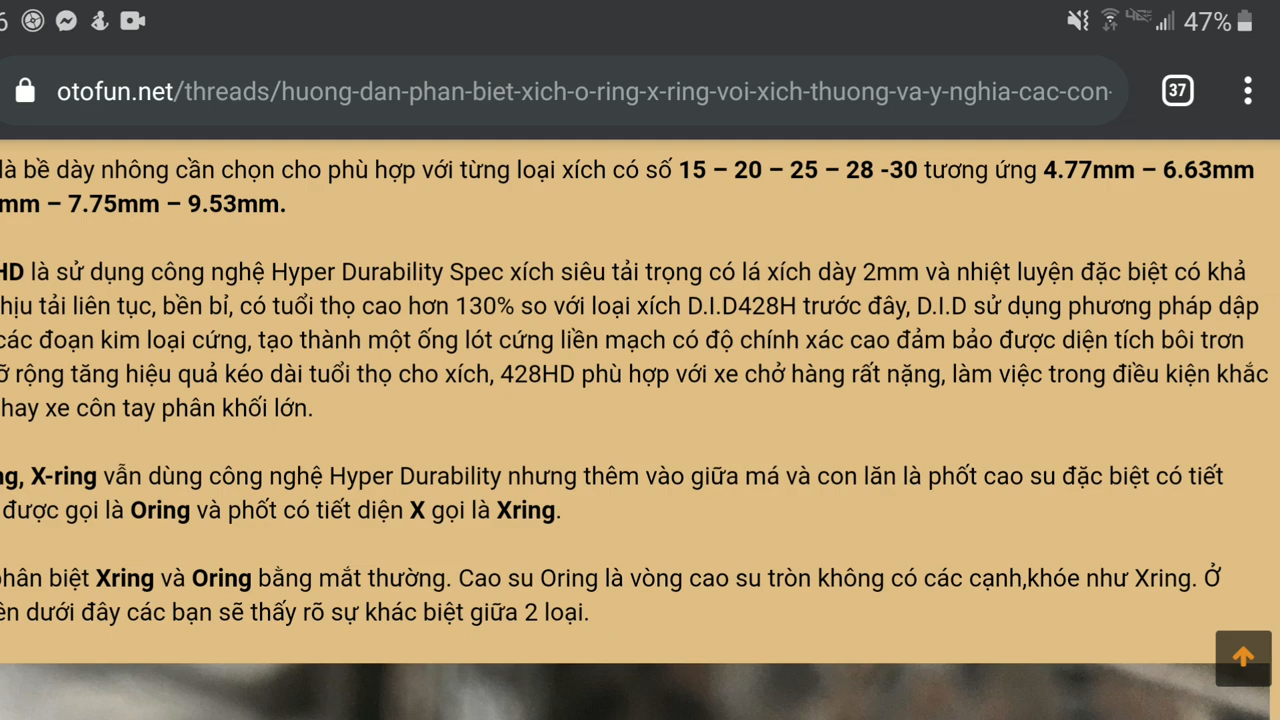 47%
otofun.net/threads/huong-dan-phan-biet-xich-o-ring-x-ring-voi-xich-thuong-va-y-nghia-cac-con-
37
là bề dày nhông cần chọn cho phù hợp với từng loại xích có số 15 – 20 – 25 – 28 -30 tương ứng 4.77mm – 6.63mm
mm – 7.75mm – 9.53mm.
HD là sử dụng công nghệ Hyper Durability Spec xích siêu tải trọng có lá xích dày 2mm và nhiệt luyện đặc biệt có khả
hịu tải liên tục, bền bỉ, có tuổi thọ cao hơn 130% so với loại xích D.I.D428H trước đây, D.I.D sử dụng phương pháp dập
các đoạn kim loại cứng, tạo thành một ống lót cứng liền mạch có độ chính xác cao đảm bảo được diện tích bôi trơn
ỡ rộng tăng hiệu quả kéo dài tuổi thọ cho xích, 428HD phù hợp với xe chở hàng rất nặng, làm việc trong điều kiện khắc
hay xe côn tay phân khối lớn.
ng, X-ring vẫn dùng công nghệ Hyper Durability nhưng thêm vào giữa má và con lăn là phốt cao su đặc biệt có tiết
được gọi là Oring và phốt có tiết diện X gọi là Xring.
phân biệt Xring và Oring bằng mắt thường. Cao su Oring là vòng cao su tròn không có các cạnh,khóe như Xring. Ở
ên dưới đây các bạn sẽ thấy rõ sự khác biệt giữa 2 loại.